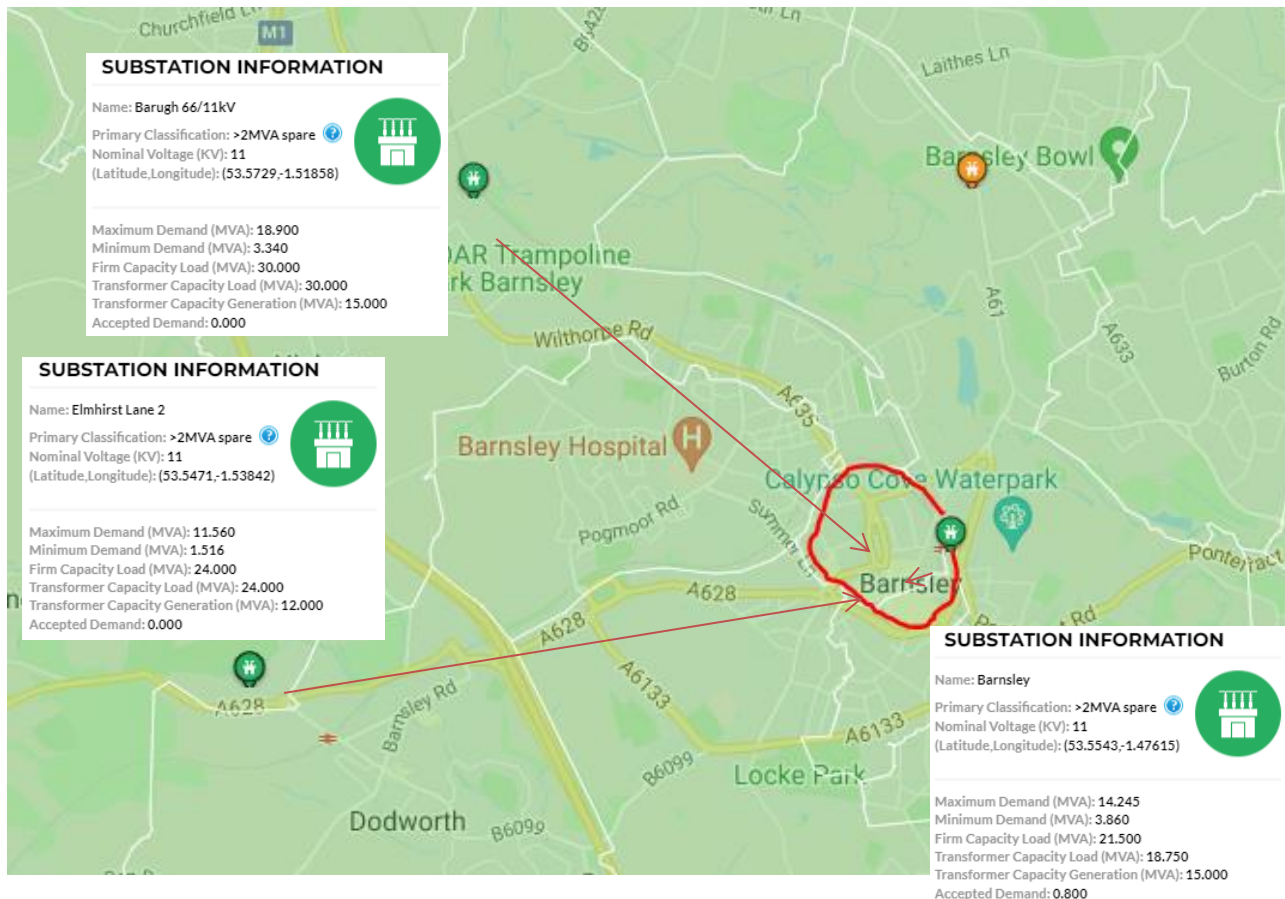 Churchfield Ln
M1
Laithes Ln
SUBSTATION INFORMATION
Name: Barugh 66/11kV
Primary Classification: >2MVA spare ?
Nominal Voltage (KV): 11
(Latitude,Longitude): (53.5729,-1.51858)
Maximum Demand (MVA): 18.900
Minimum Demand (MVA): 3.340
Firm Capacity Load (MVA): 30.000
Transformer Capacity Load (MVA): 30.000
Transformer Capacity Generation (MVA): 15.000
Accepted Demand: 0.000
Bowl
OAR Trampoline
rk Barnsley
A61
A633
Burton Rd
Wilthorpe Rd
A635
SUBSTATION INFORMATION
Name: Elmhirst Lane 2
Primary Classification: >2MVA spare ?
Nominal Voltage (KV): 11
(Latitude,Longitude): (53.5471,-1.53842)
Maximum Demand (MVA): 11.560
Minimum Demand (MVA): 1.516
Firm Capacity Load (MVA): 24.000
Transformer Capacity Load (MVA): 24.000
Transformer Capacity Generation (MVA): 12.000
Accepted Demand: 0.000
Barnsley Hospital H
Calypso Cove Waterpark
Pogmoor Rd
Summer Ln
Pontefract
Barnsley
A628
A628
A6133
A628
Barnsley Rd
A6133
B6099
Locke Park
Dodworth
B6099
SUBSTATION INFORMATION
Name: Barnsley
Primary Classification: >2MVA spare ?
Nominal Voltage (KV): 11
(Latitude,Longitude): (53.5543,-1.47615)
Maximum Demand (MVA): 14.245
Minimum Demand (MVA): 3.860
Firm Capacity Load (MVA): 21.500
Transformer Capacity Load (MVA): 18.750
Transformer Capacity Generation (MVA): 15.000
Accepted Demand: 0.800